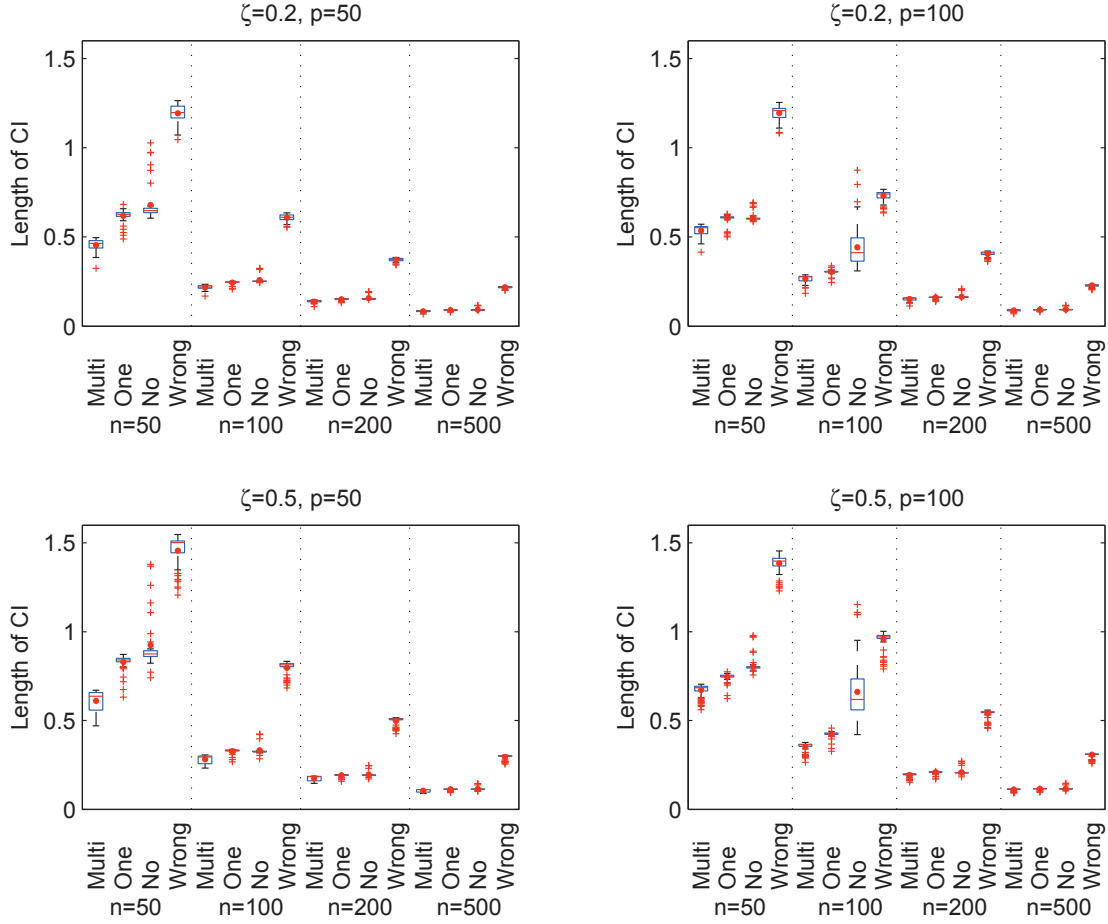 ζ=0.2, p=50
Length of CI
1.5
1
0.5
0
Multi
One
No
Wrong
Multi
One
No
Wrong
Multi
One
No
Wrong
Multi
One
No
Wrong
n=50 n=100 n=200 n=500
ζ=0.2, p=100
Length of CI
1.5
1
0.5
0
Multi
One
No
Wrong
Multi
One
No
Wrong
Multi
One
No
Wrong
Multi
One
No
Wrong
n=50 n=100 n=200 n=500
ζ=0.5, p=50
Length of CI
1.5
1
0.5
0
Multi
One
No
Wrong
Multi
One
No
Wrong
Multi
One
No
Wrong
Multi
One
No
Wrong
n=50 n=100 n=200 n=500
ζ=0.5, p=100
Length of CI
1.5
1
0.5
0
Multi
One
No
Wrong
Multi
One
No
Wrong
Multi
One
No
Wrong
Multi
One
No
Wrong
n=50 n=100 n=200 n=500